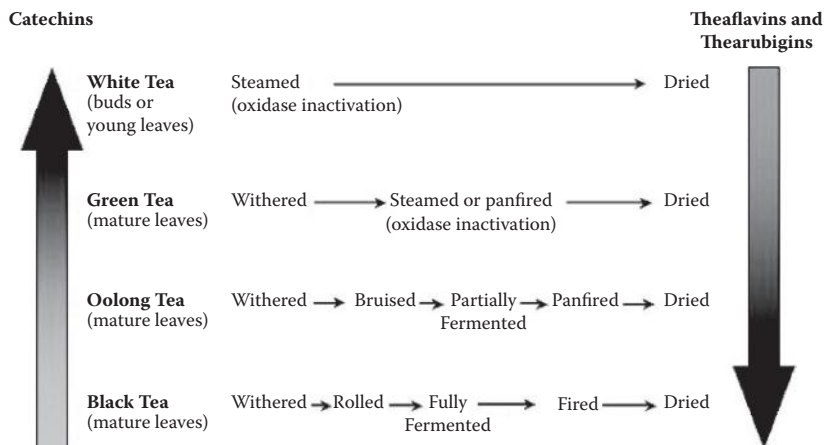 Catechins
Theaflavins and
Thearubigins
White Tea
(buds or
young leaves)
Steamed
(oxidase inactivation)
Dried
Green Tea
(mature leaves)
Withered
Steamed or panfired
(oxidase inactivation)
Dried
Oolong Tea
(mature leaves)
Withered
Bruised
Partially
Fermented
Panfired
Dried
Black Tea
(mature leaves)
Withered
Rolled
Fully
Fermented
Fired
Dried